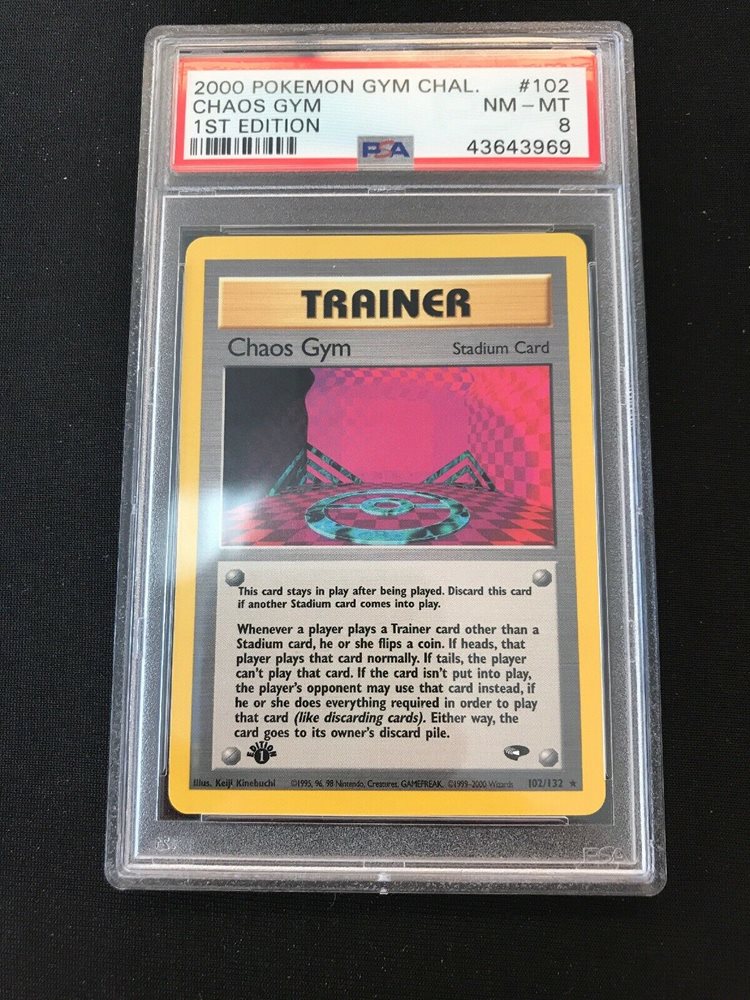 2000 POKEMON GYM CHAL. #102
CHAOS GYM NM - MT
1ST EDITION 8
PSA 43643969
TRAINER
Chaos Gym Stadium Card
This card stays in play after being played. Discard this card
if another Stadium card comes into play.
Whenever a player plays a Trainer card other than a
Stadium card, he or she flips a coin. If heads, that
player plays that card normally. If tails, the player
can't play that card. If the card isn't put into play,
the player's opponent may use that card instead, if
he or she does everything required in order to play
that card (like discarding cards). Either way, the
card goes to its owner's discard pile.
EDITION 1
Illus. Keiji Kinebuchi ©1995, 96, 98 Nintendo, Creatures, GAMEFREAK. ©1999-2000 Wizards 102/132 ★
PSA